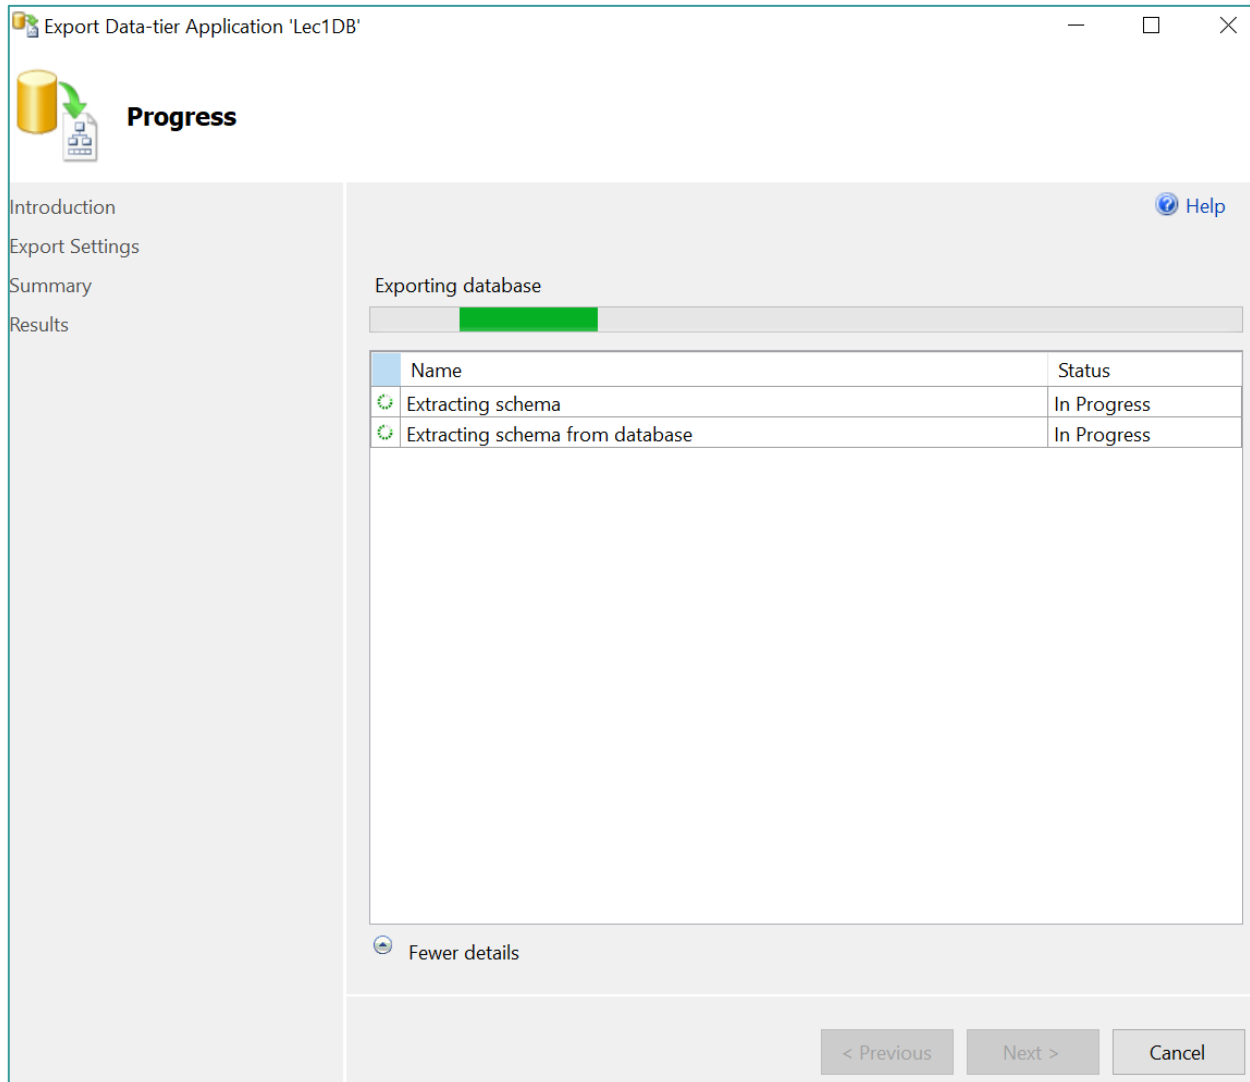 Export Data-tier Application 'Lec1DB'
Progress
Introduction
Export Settings
Summary
Results
Help
Exporting database
Name Status
Extracting schema In Progress
Extracting schema from database In Progress
Fewer details
< Previous Next > Cancel